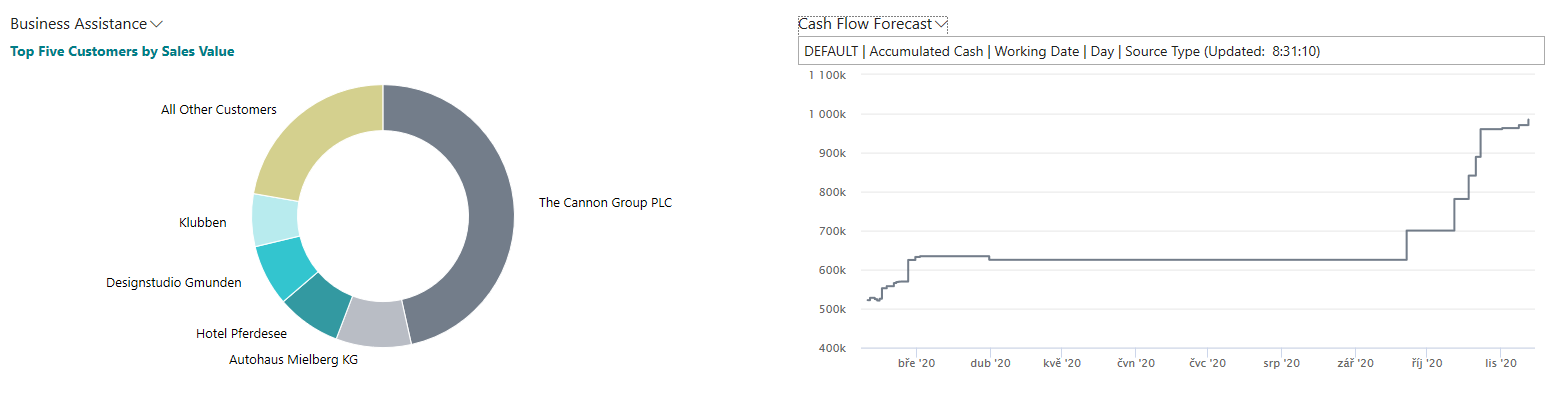 Business Assistance
Top Five Customers by Sales Value
All Other Customers
The Cannon Group PLC
Klubben
Designstudio Gmunden
Hotel Pferdesee
Autohaus Mielberg KG
Cash Flow Forecast
DEFAULT | Accumulated Cash | Working Date | Day | Source Type (Updated:  8:31:10)
1 100k
1 000k
900k
800k
700k
600k
500k
400k
bře '20 dub '20 kvě '20 čvn '20 čvc '20 srp '20 zář '20 říj '20 lis '20